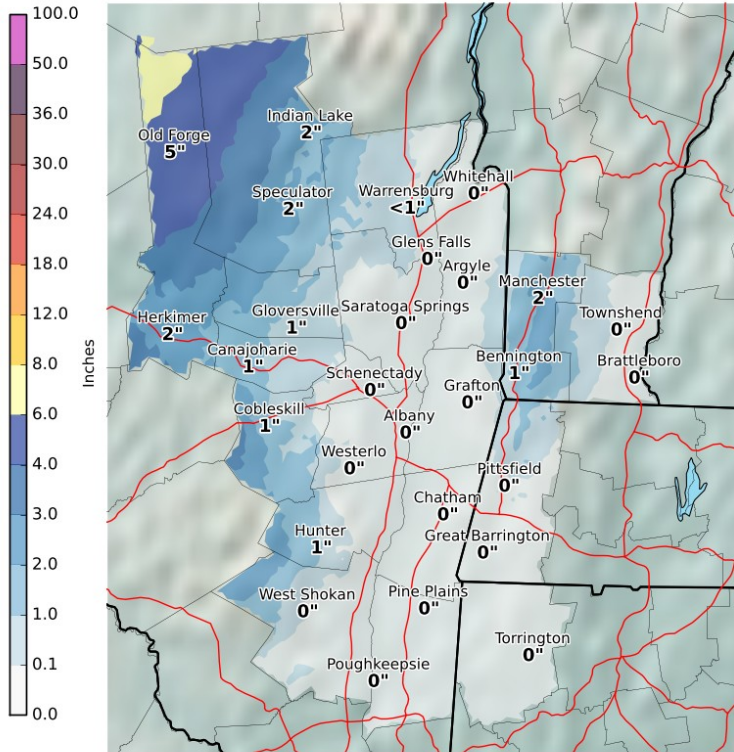 100.0
50.0
36.0
30.0
24.0
18.0
12.0
8.0
6.0
4.0
3.0
2.0
1.0
0.1
0.0
Inches
Old Forge
5"
Indian Lake
2"
Speculator
2"
Warrensburg
<1"
Whitehall
0"
Glens Falls
0"
Argyle
0"
Manchester
2"
Townshend
0"
Herkimer
2"
Gloversville
1"
Saratoga Springs
0"
Canajoharie
1"
Schenectady
0"
Bennington
1"
Brattleboro
0"
Grafton
0"
Cobleskill
1"
Albany
0"
Westerlo
0"
Pittsfield
0"
Chatham
0"
Hunter
1"
Great Barrington
0"
West Shokan
0"
Pine Plains
0"
Torrington
0"
Poughkeepsie
0"